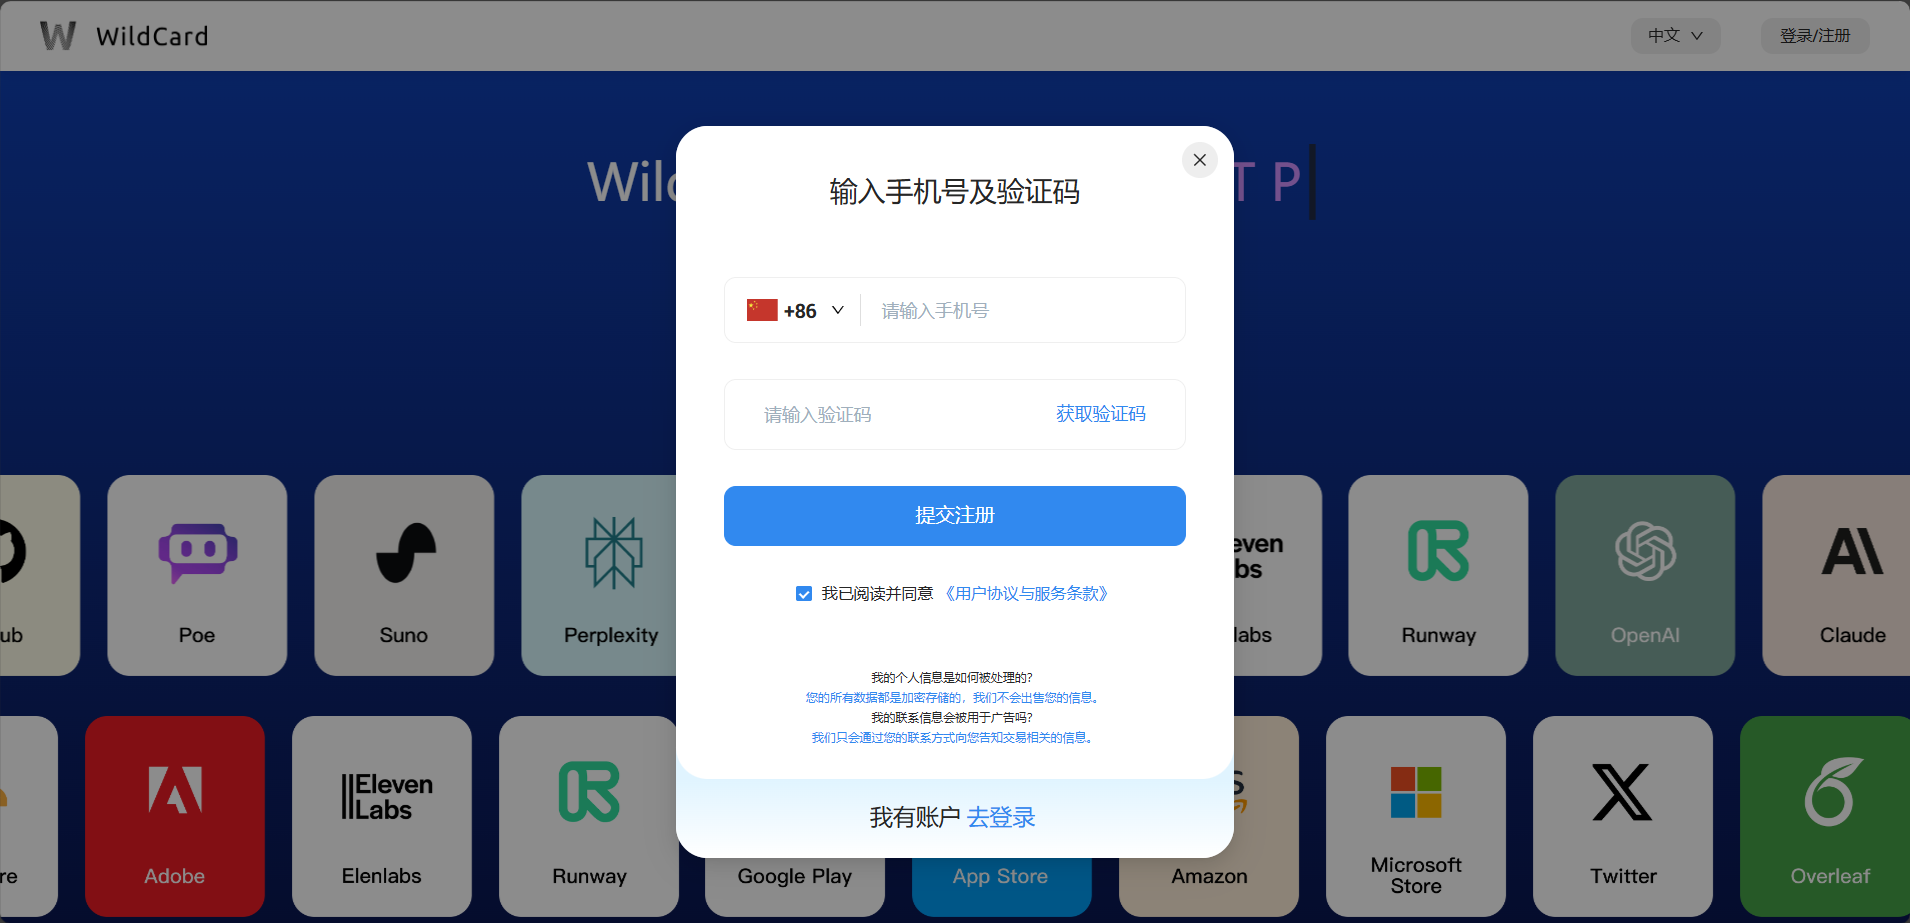 WildCard
中文
登录/注册
Wild
T P
输入手机号及验证码
+86
请输入手机号
请输入验证码
获取验证码
提交注册
我已阅读并同意《用户协议与服务条款》
我的个人信息是如何被处理的?
您的所有数据都是加密存储的，我们不会出售您的信息。
我的联系信息会被用于广告吗?
我们只会通过您的联系方式向您告知交易相关的信息。
我有账户 去登录
ub
Poe
Suno
Perplexity
even
bs
labs
Runway
OpenAI
Claude
re
Adobe
Eleven
Labs
Elenlabs
Runway
Google Play
App Store
Amazon
Microsoft
Store
Twitter
Overleaf